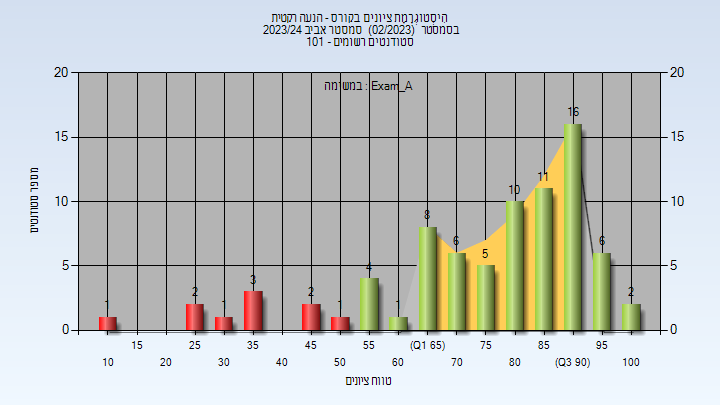 היסטוגרמת ציונים בקורס - הנעה רקטית
בסמסטר (02/2023) סמסטר אביב 2023/24
סטודנטים רשומים - 101
במשימה : Exam_A
מספר סטודנטים
20 20
15 15
10 10
5 5
0 0
1 2 1 3 2 1 4 1 8 6 5 10 11 16 6 2
15 25 35 45 55 (Q1 65) 75 85 95
10 20 30 40 50 60 70 80 (Q3 90) 100
טווח ציונים